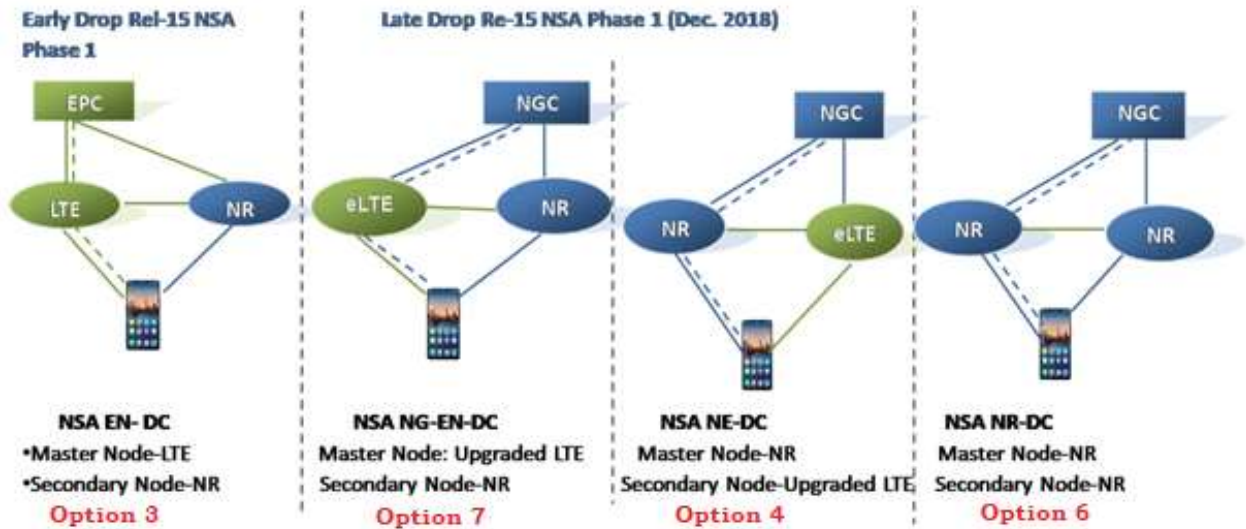 Early Drop Rel-15 NSA
Phase 1
Late Drop Re-15 NSA Phase 1 (Dec. 2018)
EPC
LTE
NR
NGC
eLTE
NR
NGC
NR
eLTE
NGC
NR
NR
NSA EN- DC
•Master Node-LTE
•Secondary Node-NR
Option 3
NSA NG-EN-DC
Master Node: Upgraded LTE
Secondary Node-NR
Option 7
NSA NE-DC
Master Node-NR
Secondary Node-Upgraded LTE
Option 4
NSA NR-DC
Master Node-NR
Secondary Node-NR
Option 6